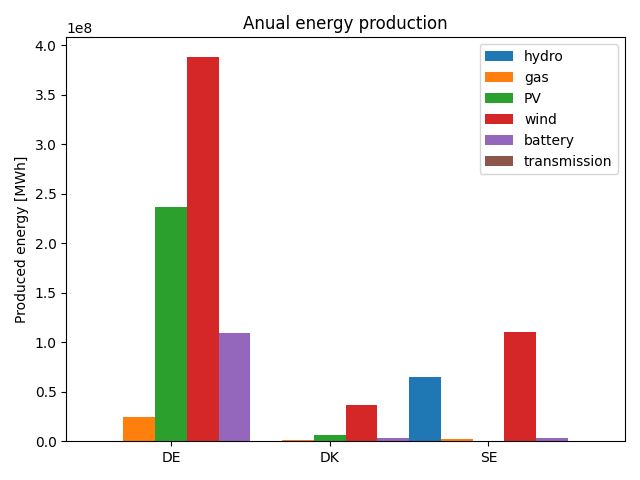 Anual energy production
1e8
4.0
3.5
3.0
2.5
2.0
1.5
1.0
0.5
0.0
Produced energy [MWh]
hydro
gas
PV
wind
battery
transmission
DE DK SE